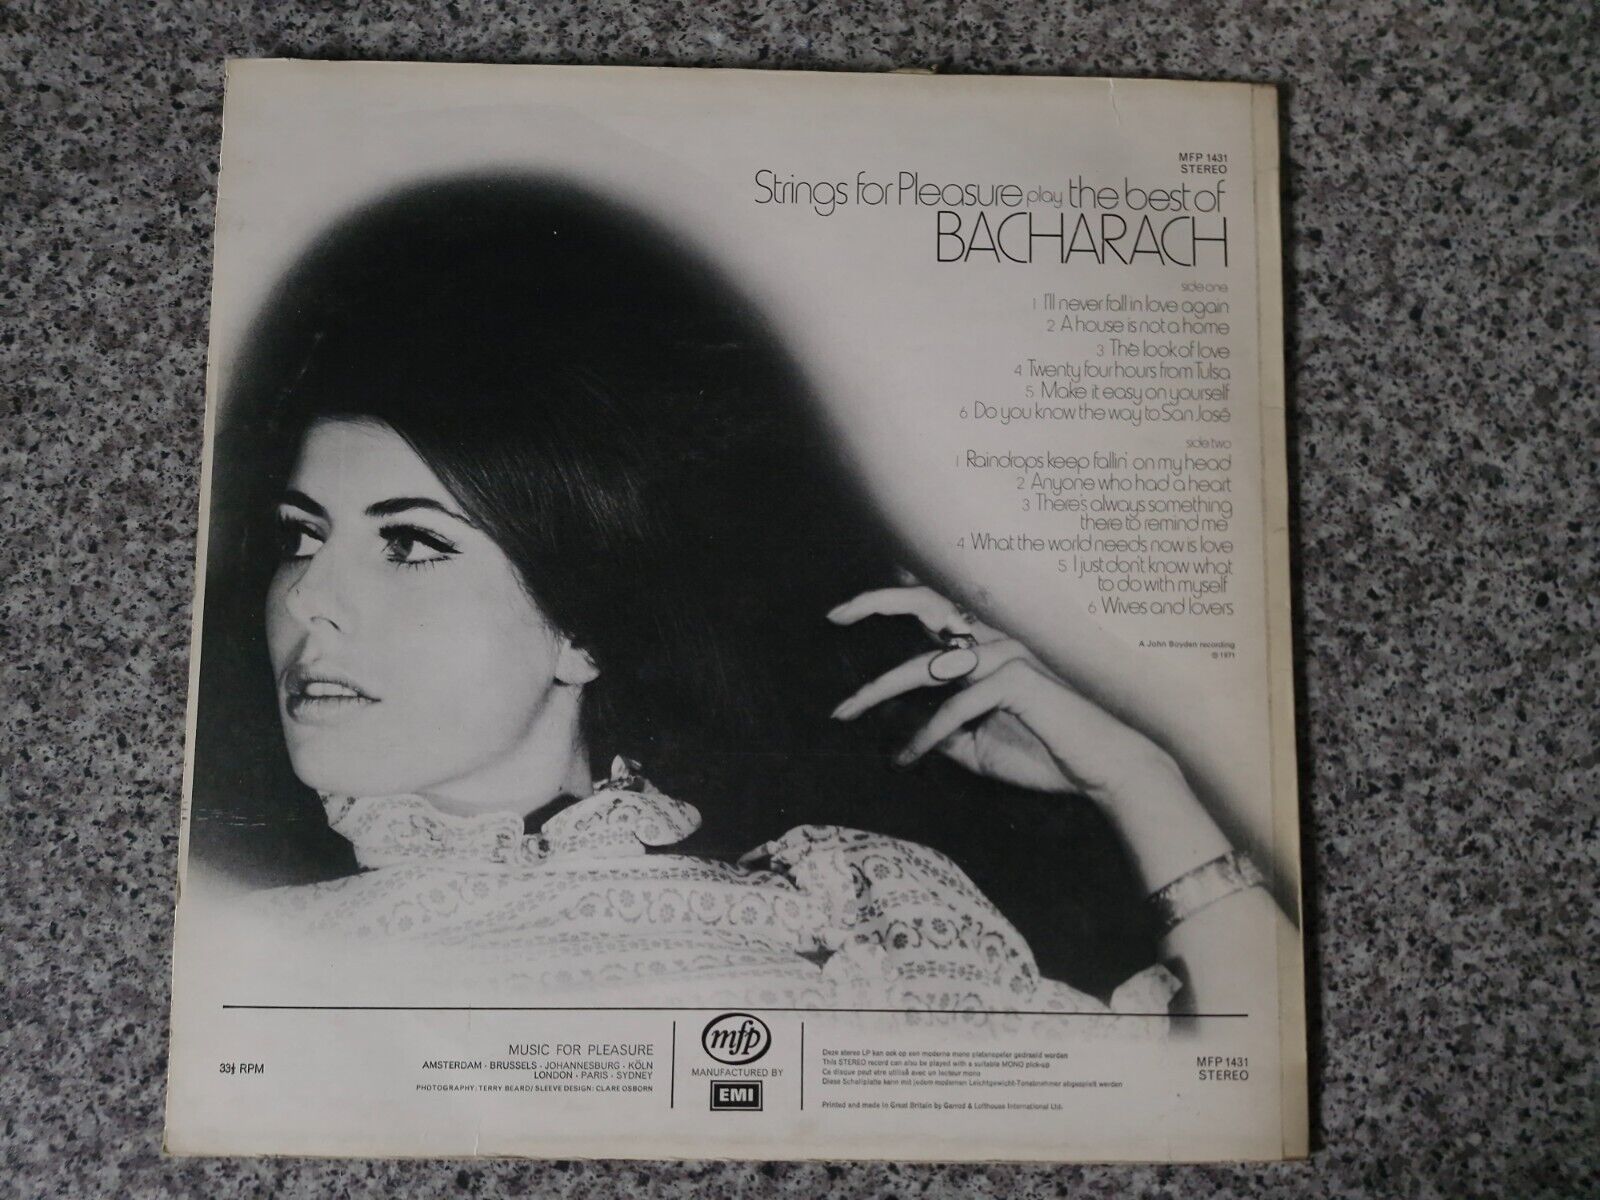 MFP 1431
STEREO
Strings for Pleasure play the best of
BACHARACH
side one
1 I'll never fall in love again
2 A house is not a home
3 The look of love
4 Twenty four hours from Tulsa
5 Make it easy on yourself
6 Do you know the way to San José
side two
1 Raindrops keep fallin' on my head
2 Anyone who had a heart
3 There's always something
there to remind me
4 What the world needs now is love
5 I just don't know what
to do with myself
6 Wives and lovers
A John Boyden recording
℗ 1971
33⅓ RPM
MUSIC FOR PLEASURE
AMSTERDAM · BRUSSELS · JOHANNESBURG · KÖLN
LONDON · PARIS · SYDNEY
PHOTOGRAPHY: TERRY BEARD / SLEEVE DESIGN: CLARE OSBORN
mfp
MANUFACTURED BY
EMI
Deze stereo LP kan ook op een moderne mono platenspeler gedraaid worden
This STEREO record can also be played with a suitable MONO pick-up
Ce disque peut etre utilisé avec un lecteur mono
Diese Schallplatte kann mit jedem modernen Leichtgewicht-Tonabnehmer abgespielt werden
Printed and made in Great Britain by Garrod & Lofthouse International Ltd.
MFP 1431
STEREO